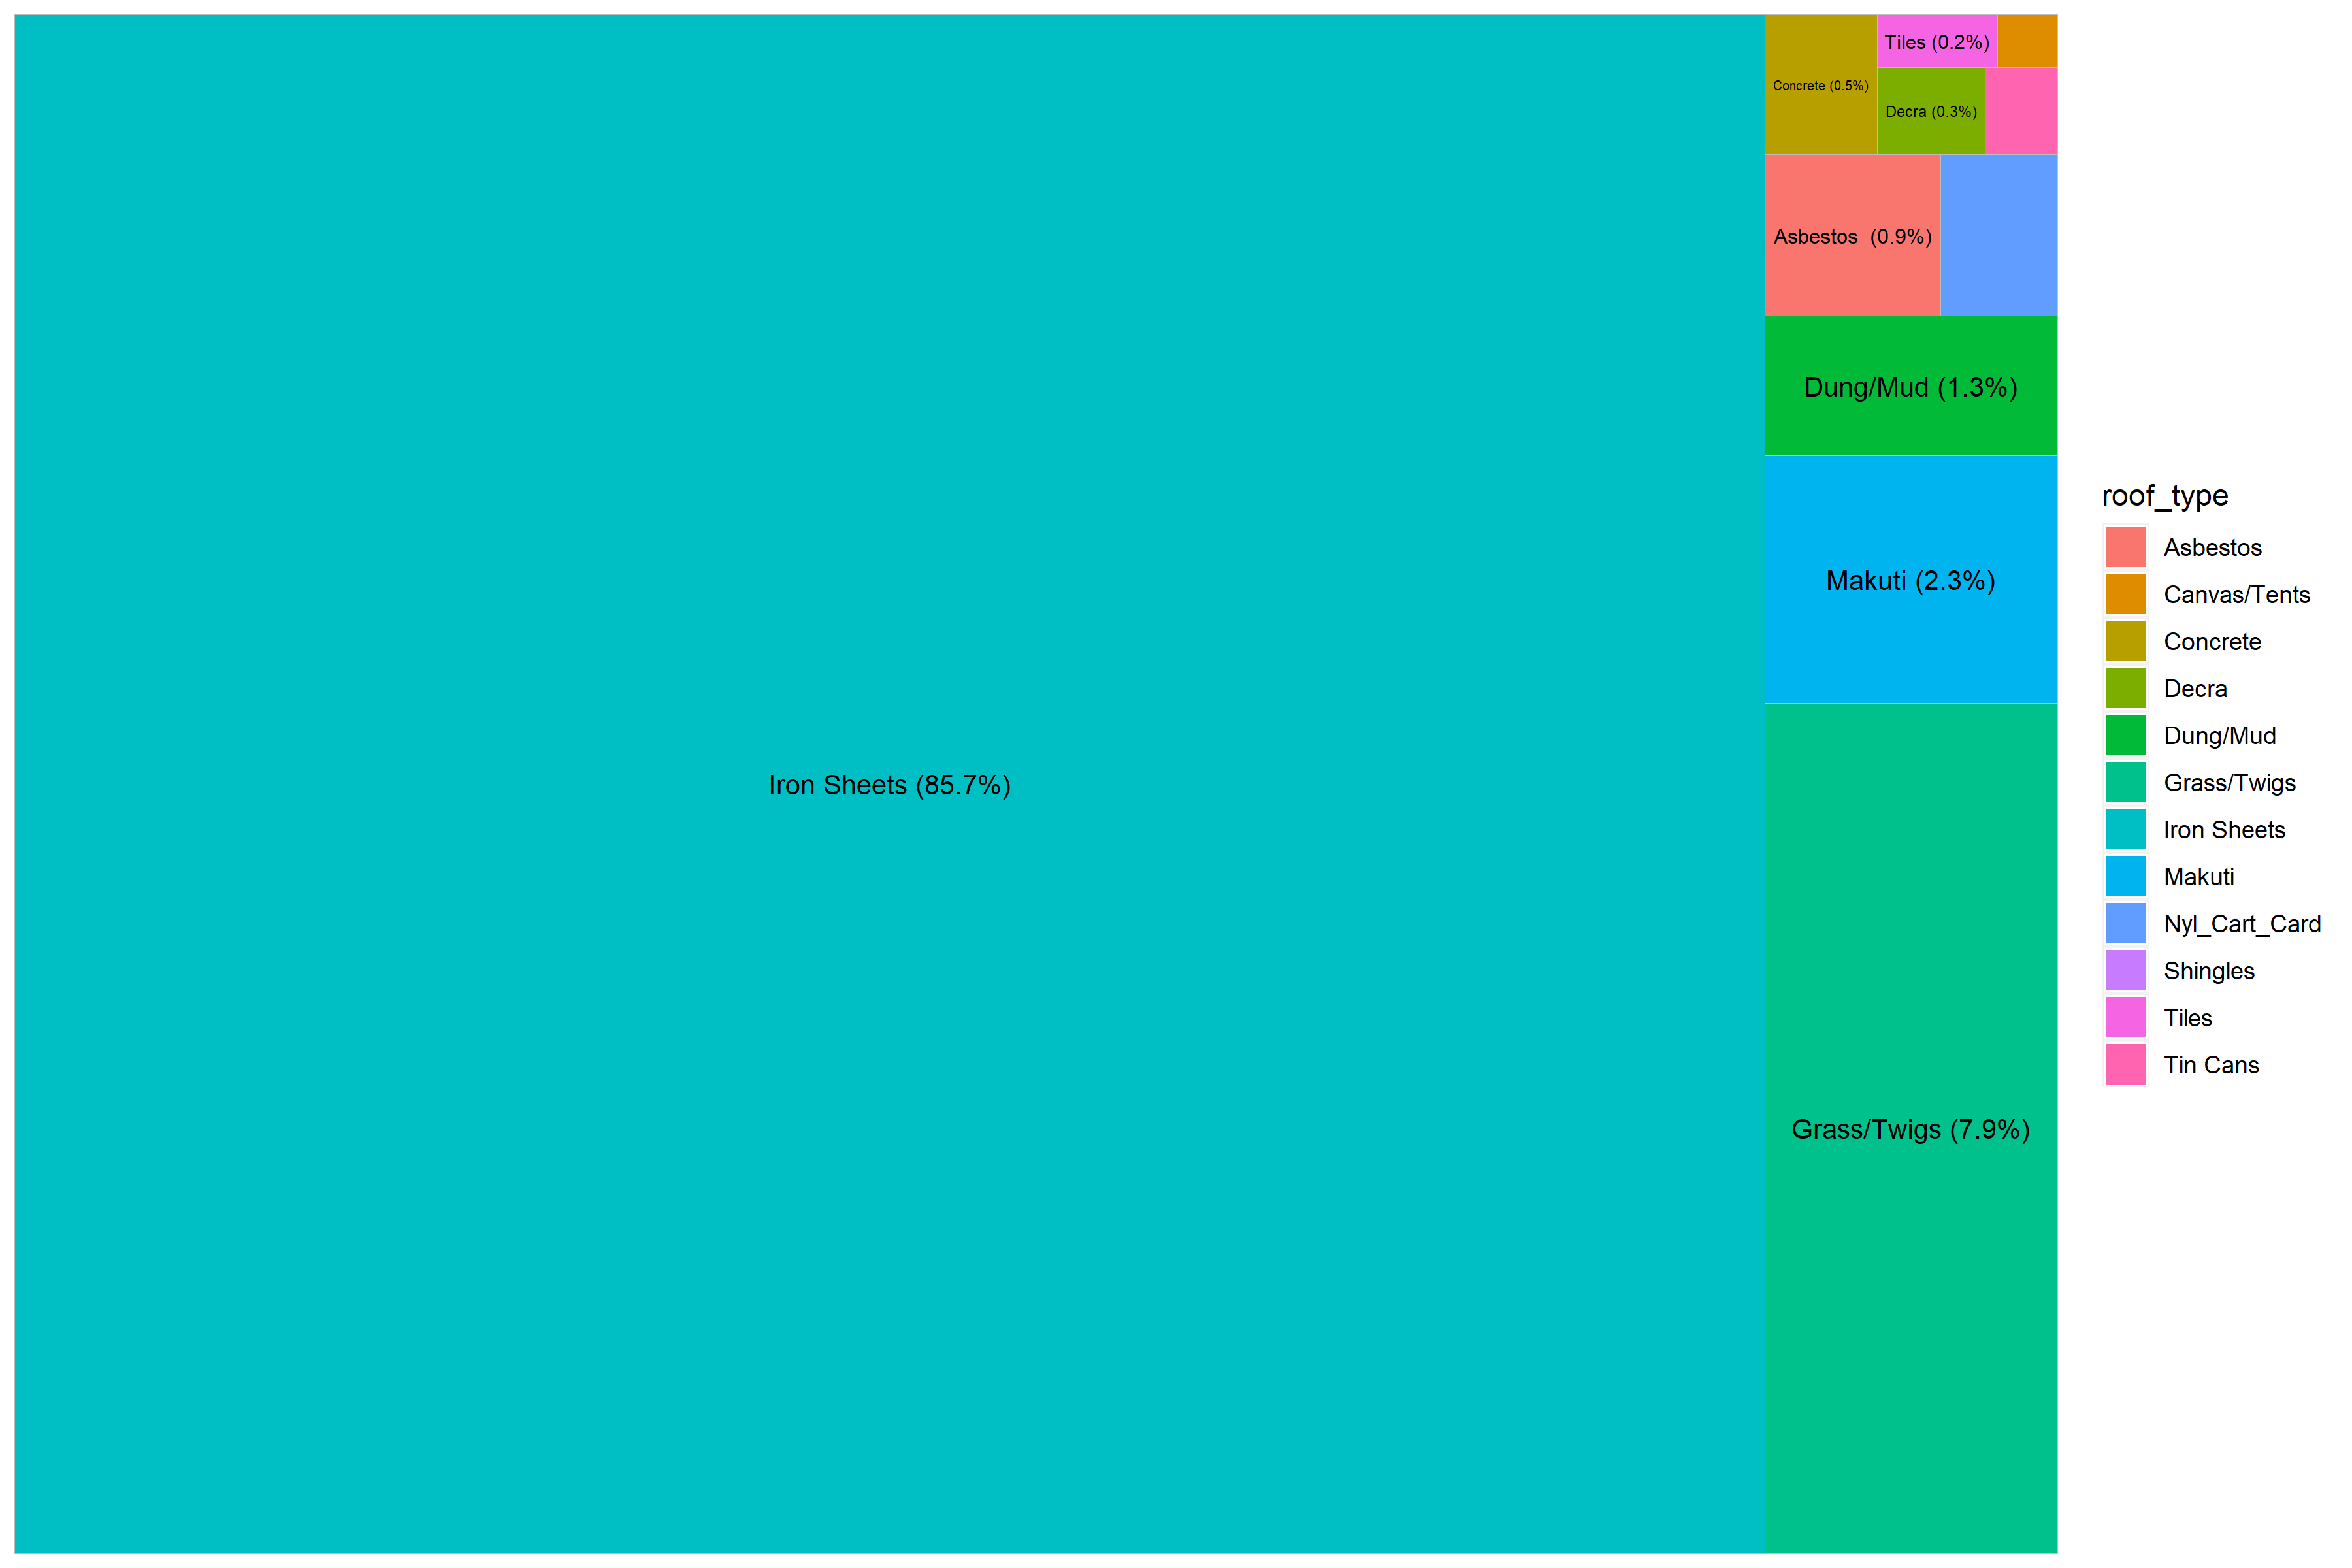 Tiles (0.2%)
Concrete (0.5%)
Decra (0.3%)
Asbestos  (0.9%)
Dung/Mud (1.3%)
Makuti (2.3%)
Iron Sheets (85.7%)
Grass/Twigs (7.9%)
roof_type
Asbestos
Canvas/Tents
Concrete
Decra
Dung/Mud
Grass/Twigs
Iron Sheets
Makuti
Nyl_Cart_Card
Shingles
Tiles
Tin Cans